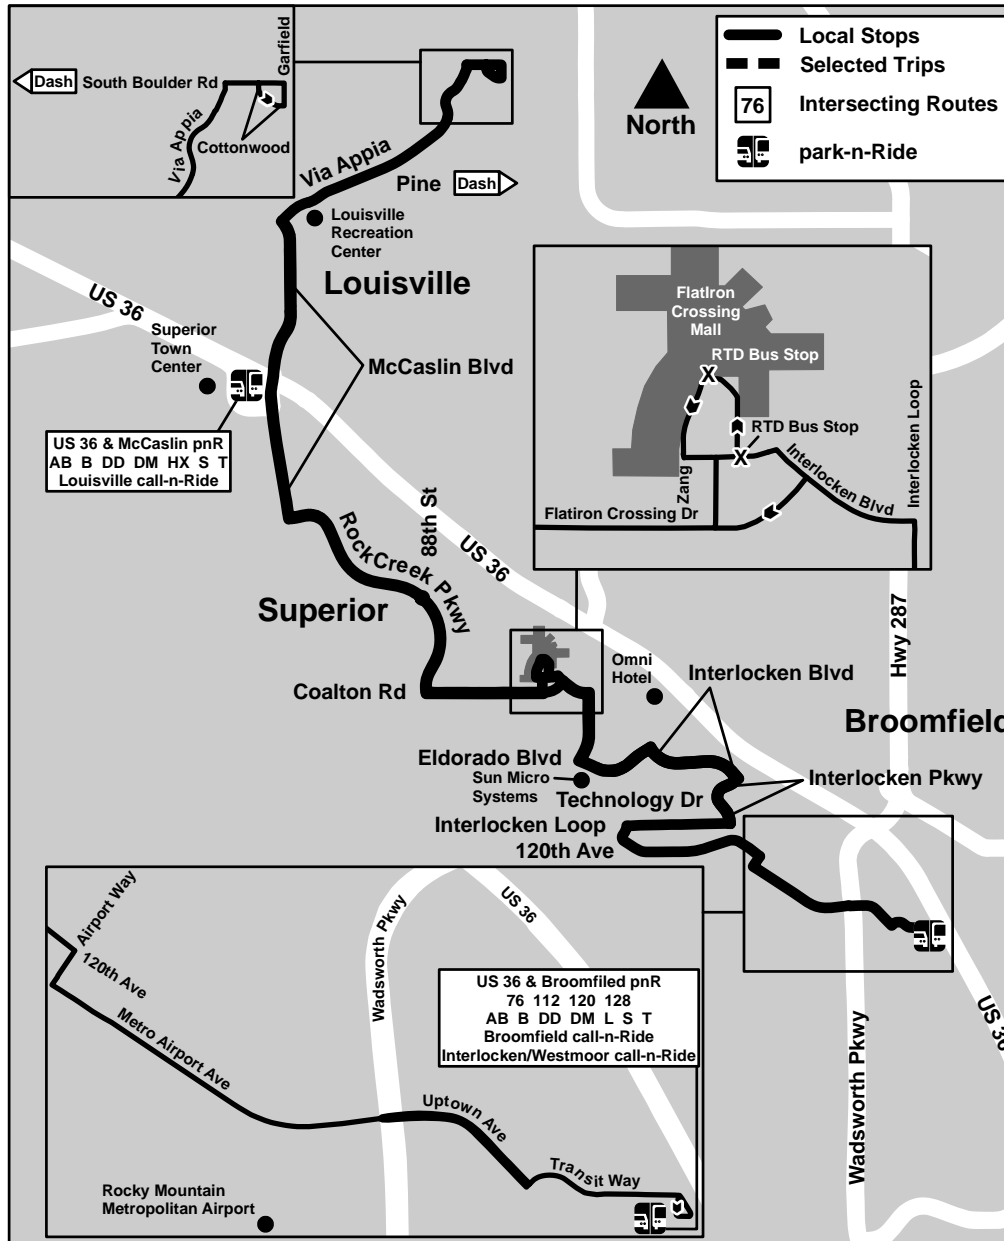 Garfield
Dash South Boulder Rd
Via Appia
Cottonwood
Local Stops
Selected Trips
76 Intersecting Routes
park-n-Ride
North
Via Appia
Pine Dash
Louisville
Recreation
Center
Louisville
US 36
Superior
Town
Center
McCaslin Blvd
US 36 & McCaslin pnR
AB B DD DM HX S T
Louisville call-n-Ride
FlatIron
Crossing
Mall
RTD Bus Stop
RTD Bus Stop
Interlocken Loop
Interlocken Blvd
Zang
Flatiron Crossing Dr
88th St
RockCreek Pkwy
US 36
Superior
Hwy 287
Omni
Hotel
Interlocken Blvd
Coalton Rd
Broomfield
Eldorado Blvd
Sun Micro
Systems
Technology Dr
Interlocken Pkwy
Interlocken Loop
120th Ave
Airport Way
120th Ave
Metro Airport Ave
Wadsworth Pkwy
US 36
US 36 & Broomfiled pnR
76 112 120 128
AB B DD DM L S T
Broomfield call-n-Ride
Interlocken/Westmoor call-n-Ride
Uptown Ave
Transit Way
Rocky Mountain
Metropolitan Airport
US 36
Wadsworth Pkwy